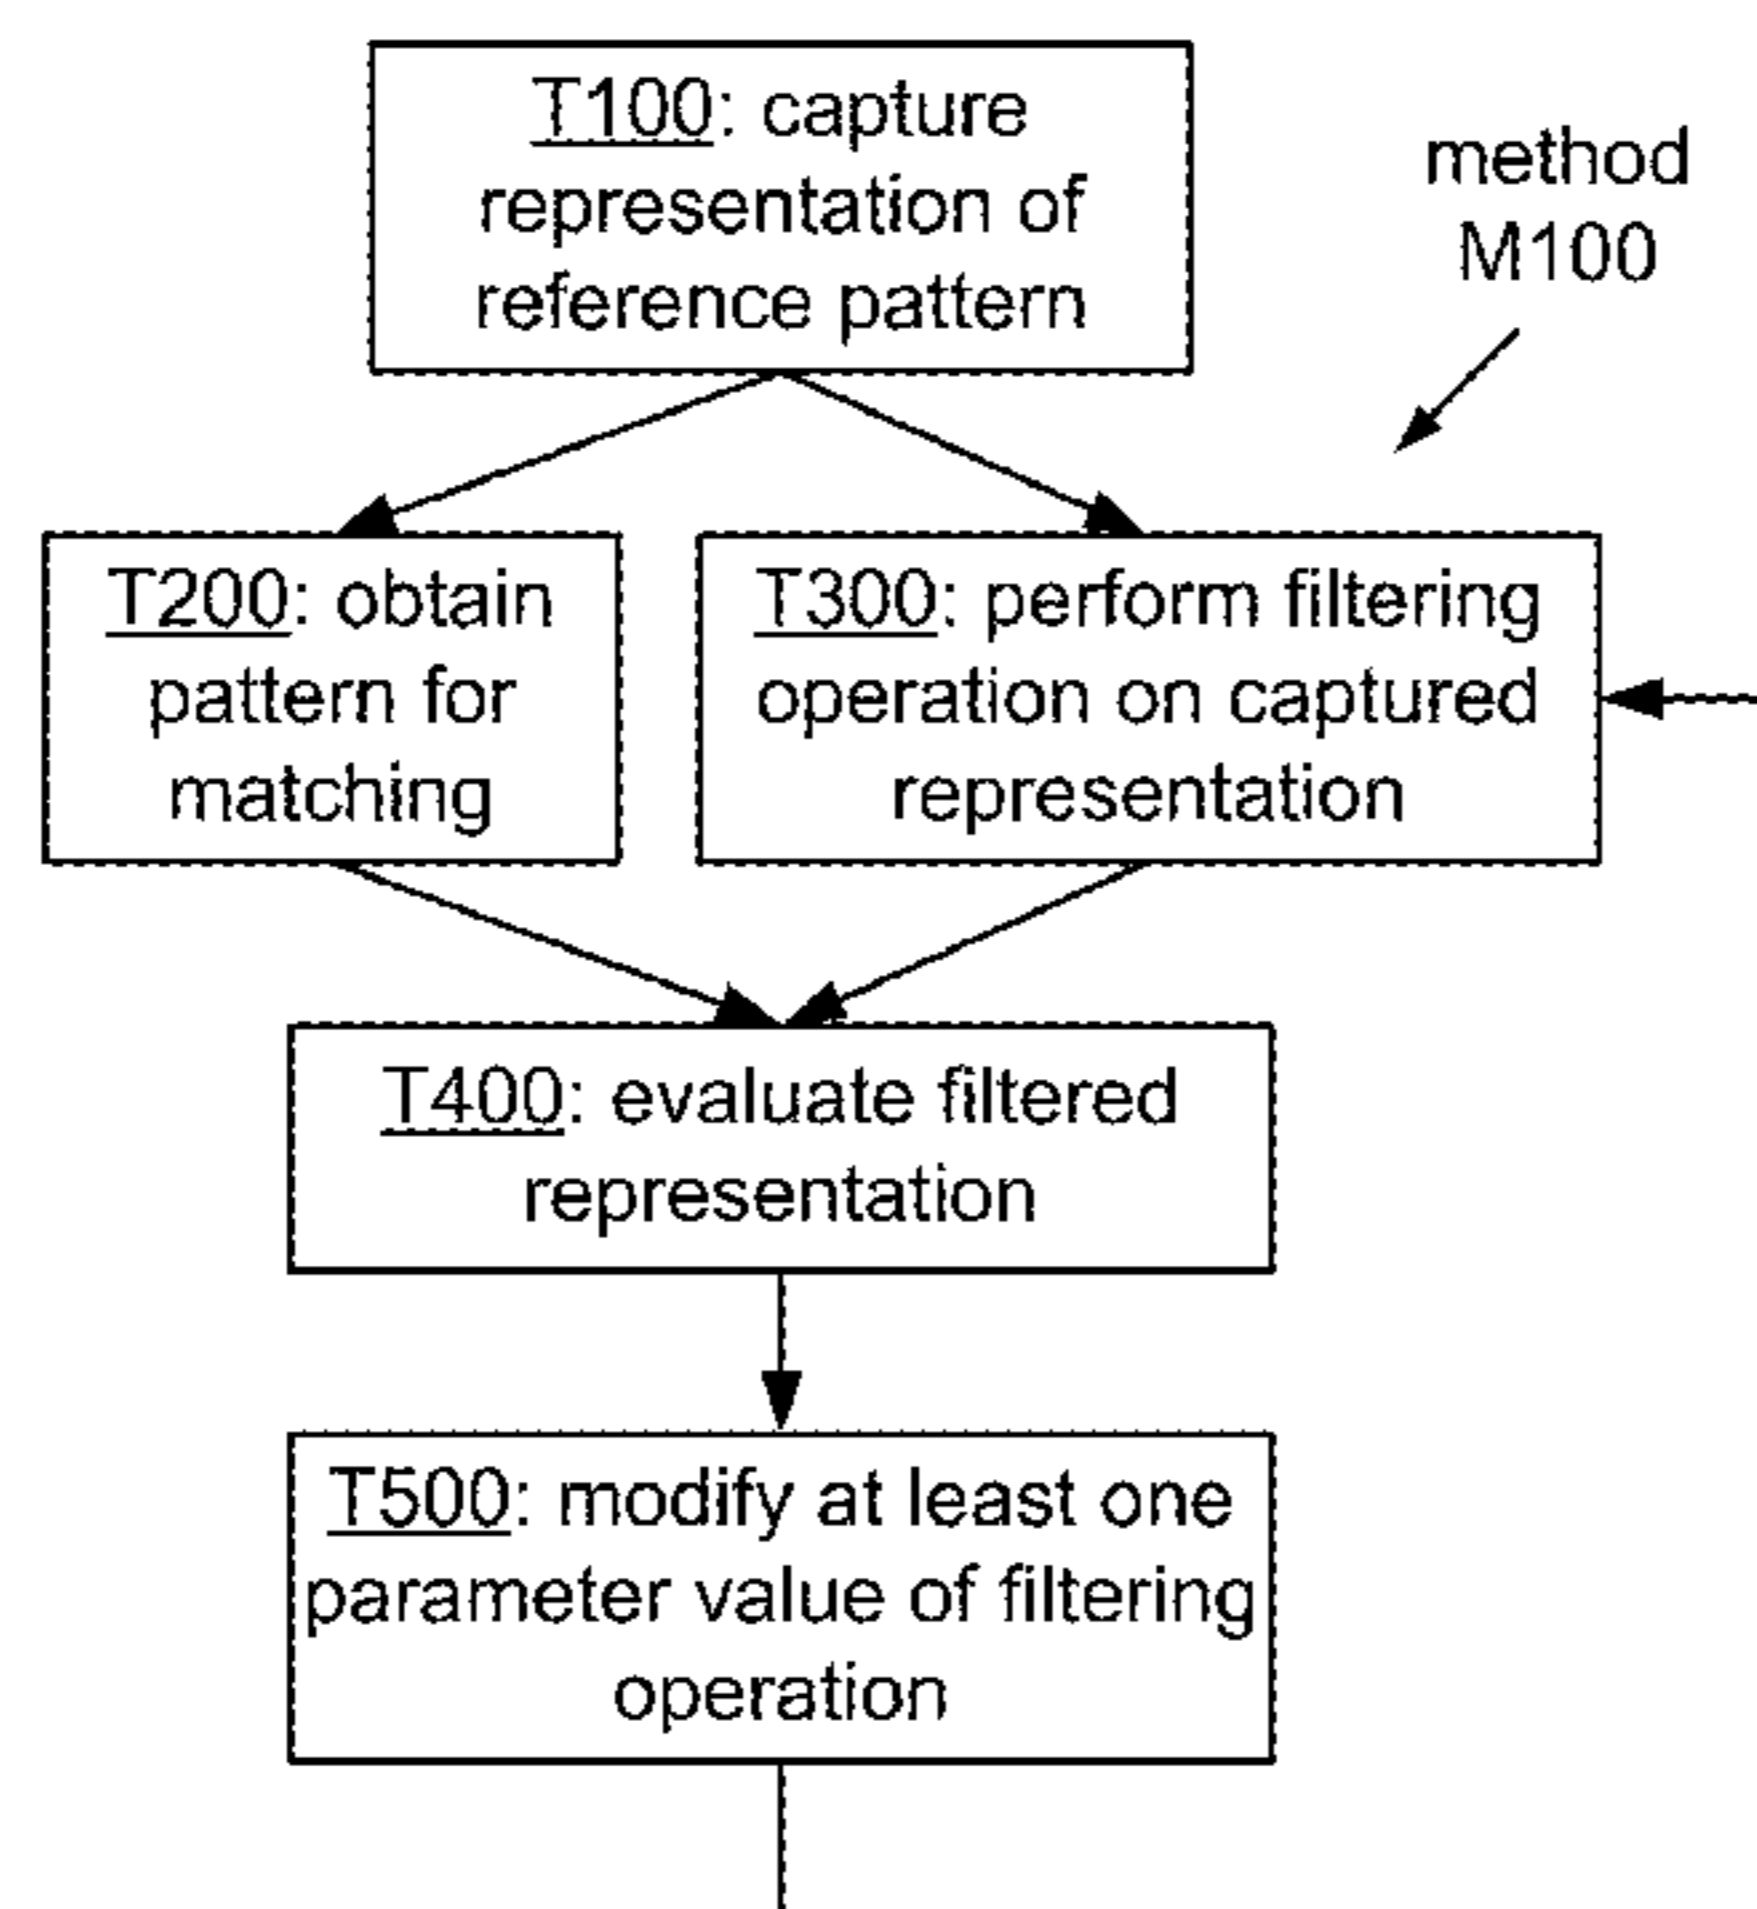 T100: capture
representation of
reference pattern
method
M100
T200: obtain
pattern for
matching
T300: perform filtering
operation on captured
representation
T400: evaluate filtered
representation
T500: modify at least one
parameter value of filtering
operation